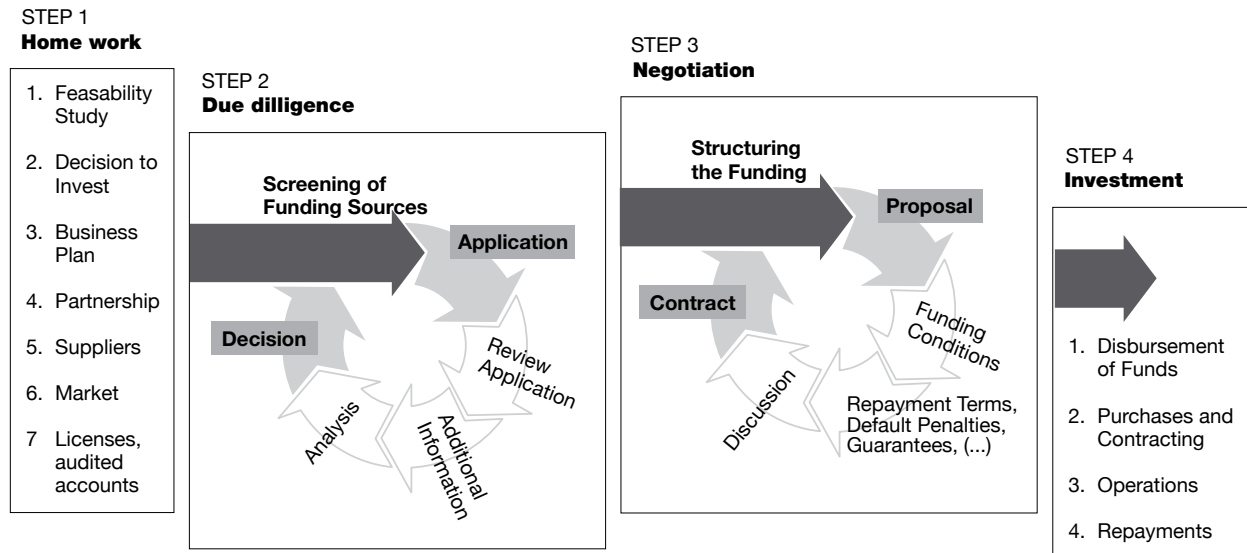 STEP 1
Home work
1. Feasability
Study
2. Decision to
Invest
3. Business
Plan
4. Partnership
5. Suppliers
6. Market
7 Licenses,
audited
accounts
STEP 2
Due dilligence
Screening of
Funding Sources
Application
Review
Application
Additional
Information
Analysis
Decision
STEP 3
Negotiation
Structuring
the Funding
Proposal
Funding
Conditions
Repayment Terms,
Default Penalties,
Guarantees, (...)
Discussion
Contract
STEP 4
Investment
1. Disbursement
of Funds
2. Purchases and
Contracting
3. Operations
4. Repayments